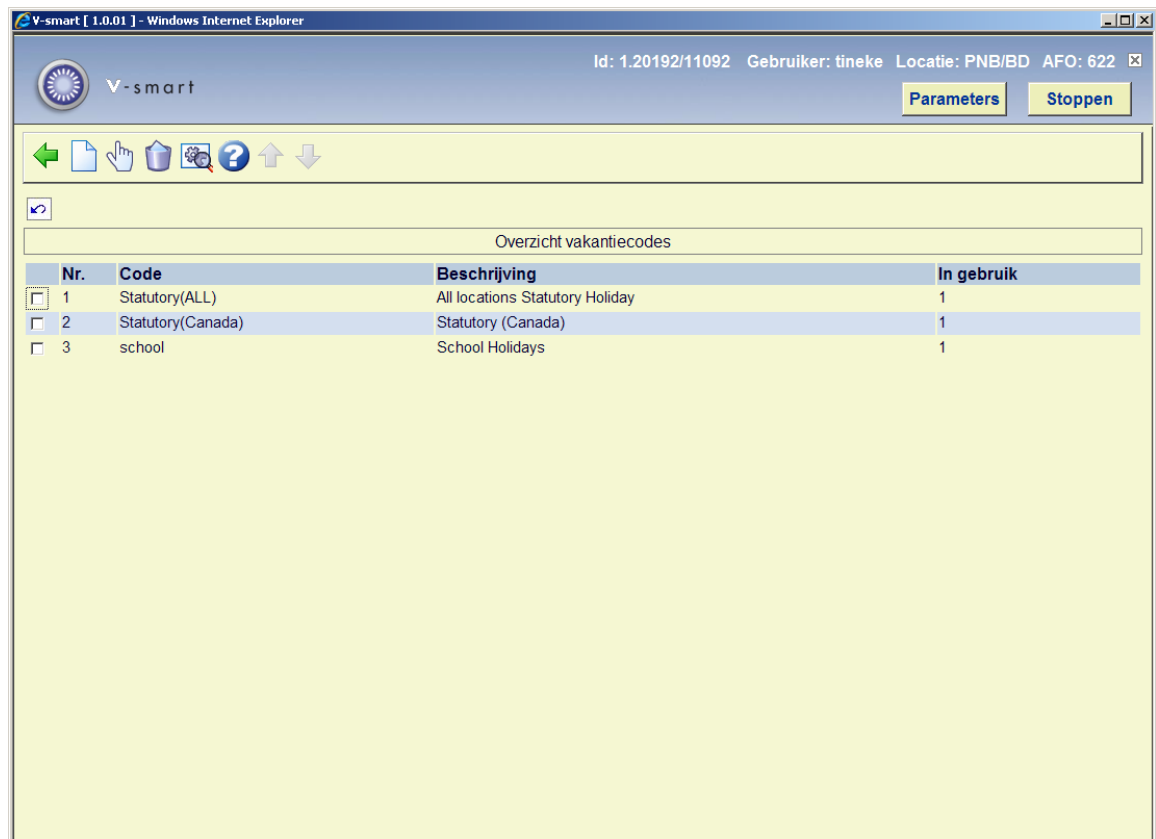 V-smart [ 1.0.01 ] - Windows Internet Explorer
Id: 1.20192/11092 Gebruiker: tineke Locatie: PNB/BD AFO: 622
V-smart
Parameters Stoppen
Overzicht vakantiecodes
Nr. Code Beschrijving In gebruik
1 Statutory(ALL) All locations Statutory Holiday 1
2 Statutory(Canada) Statutory (Canada) 1
3 school School Holidays 1